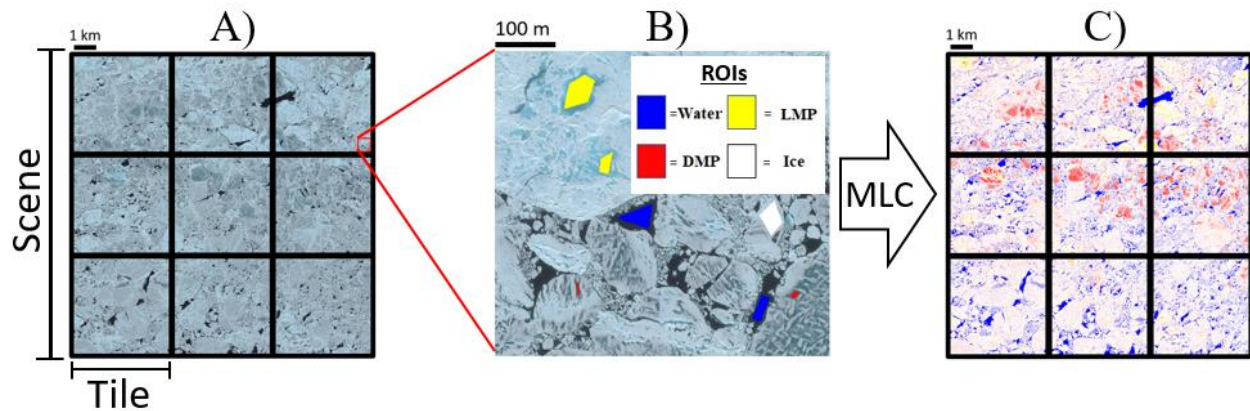 A)
1 km
Scene
Tile
B)
100 m
ROIs
=Water
= LMP
= DMP
= Ice
MLC
C)
1 km